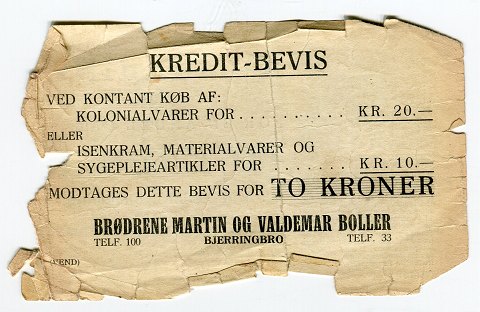 KREDIT-BEVIS
VED KONTANT KØB AF:
KOLONIALVARER FOR . . . . . . . . . . KR. 20.—
ELLER
ISENKRAM, MATERIALVARER OG
SYGEPLEJEARTIKLER FOR . . . . . . . . KR. 10.—
MODTAGES DETTE BEVIS FOR TO KRONER
BRØDRENE MARTIN OG VALDEMAR BOLLER
TELF. 100 BJERRINGBRO TELF. 33